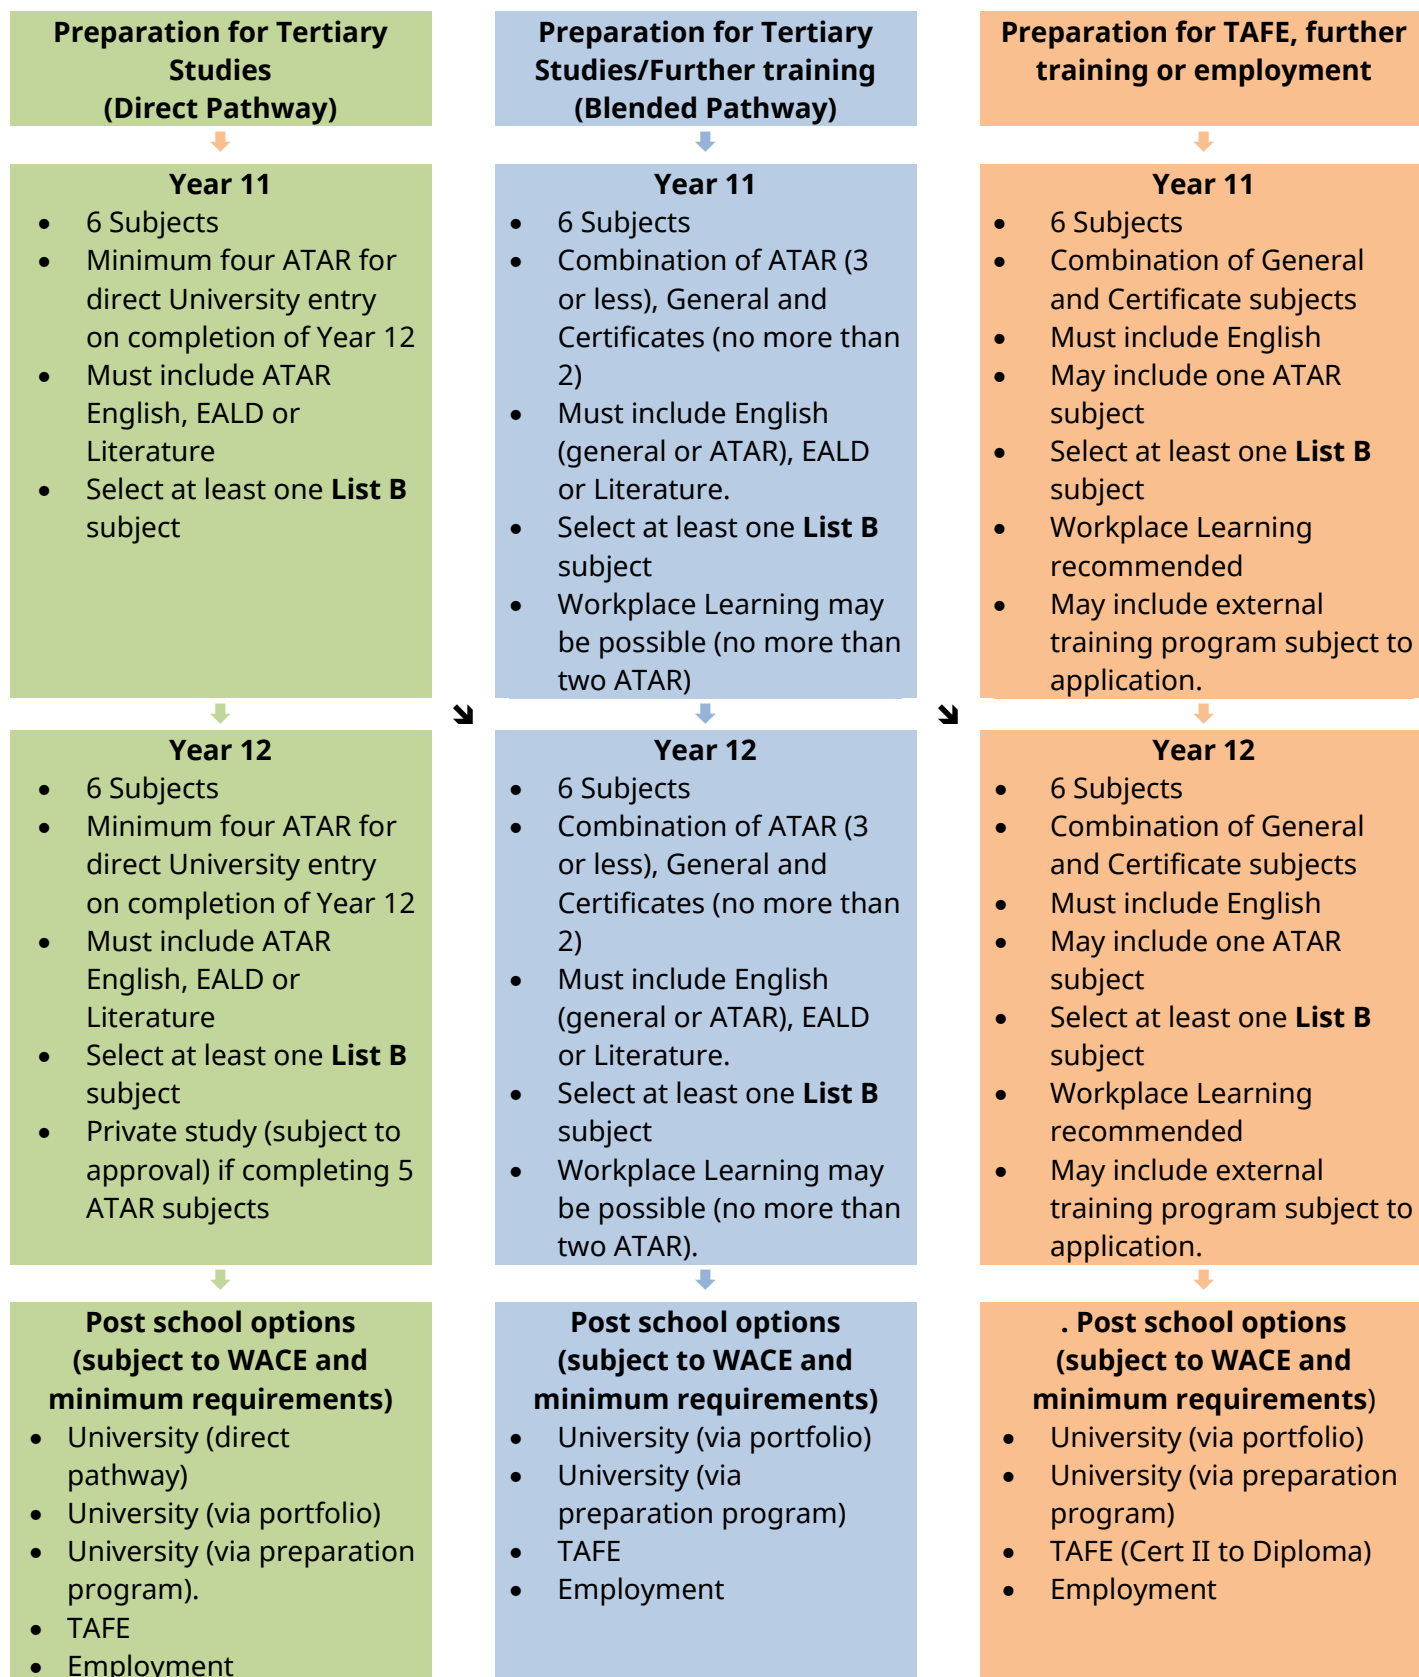 Preparation for Tertiary
Studies
(Direct Pathway)
Year 11
• 6 Subjects
• Minimum four ATAR for
direct University entry
on completion of Year 12
• Must include ATAR
English, EALD or
Literature
• Select at least one List B
subject
Year 12
• 6 Subjects
• Minimum four ATAR for
direct University entry
on completion of Year 12
• Must include ATAR
English, EALD or
Literature
• Select at least one List B
subject
• Private study (subject to
approval) if completing 5
ATAR subjects
Post school options
(subject to WACE and
minimum requirements)
• University (direct
pathway)
• University (via portfolio)
• University (via preparation
program).
• TAFE
• Employment
Preparation for Tertiary
Studies/Further training
(Blended Pathway)
Year 11
• 6 Subjects
• Combination of ATAR (3
or less), General and
Certificates (no more than
2)
• Must include English
(general or ATAR), EALD
or Literature.
• Select at least one List B
subject
• Workplace Learning may
be possible (no more than
two ATAR)
Year 12
• 6 Subjects
• Combination of ATAR (3
or less), General and
Certificates (no more than
2)
• Must include English
(general or ATAR), EALD
or Literature.
• Select at least one List B
subject
• Workplace Learning may
be possible (no more than
two ATAR).
Post school options
(subject to WACE and
minimum requirements)
• University (via portfolio)
• University (via
preparation program)
• TAFE
• Employment
Preparation for TAFE, further
training or employment
Year 11
• 6 Subjects
• Combination of General
and Certificate subjects
• Must include English
• May include one ATAR
subject
• Select at least one List B
subject
• Workplace Learning
recommended
• May include external
training program subject to
application.
Year 12
• 6 Subjects
• Combination of General
and Certificate subjects
• Must include English
• May include one ATAR
subject
• Select at least one List B
subject
• Workplace Learning
recommended
• May include external
training program subject to
application.
. Post school options
(subject to WACE and
minimum requirements)
• University (via portfolio)
• University (via preparation
program)
• TAFE (Cert II to Diploma)
• Employment